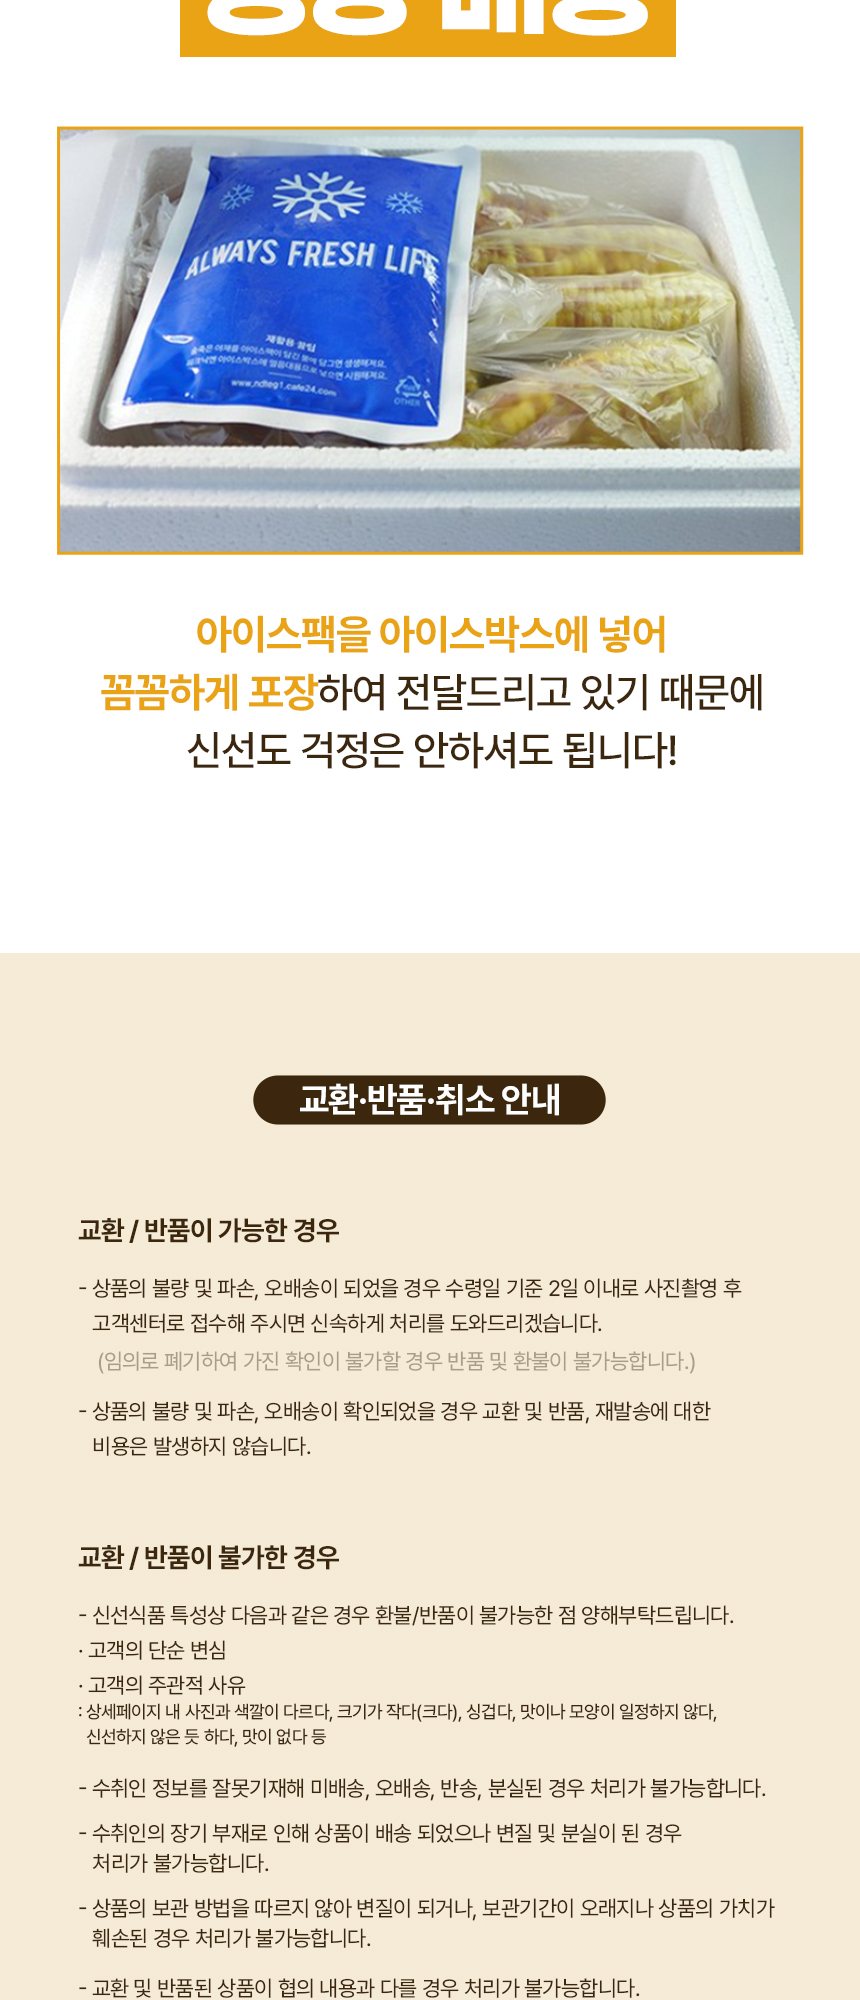 배송
ALWAYS FRESH LIFE
재활용 꿀팁
www.ndteg1.cafe24.com
OTHER
아이스팩을 아이스박스에 넣어
꼼꼼하게 포장하여 전달드리고 있기 때문에
신선도 걱정은 안하셔도 됩니다!
교환·반품·취소 안내
교환 / 반품이 가능한 경우
- 상품의 불량 및 파손, 오배송이 되었을 경우 수령일 기준 2일 이내로 사진촬영 후
고객센터로 접수해 주시면 신속하게 처리를 도와드리겠습니다.
(임의로 폐기하여 가진 확인이 불가할 경우 반품 및 환불이 불가능합니다.)
- 상품의 불량 및 파손, 오배송이 확인되었을 경우 교환 및 반품, 재발송에 대한
비용은 발생하지 않습니다.
교환 / 반품이 불가한 경우
- 신선식품 특성상 다음과 같은 경우 환불/반품이 불가능한 점 양해부탁드립니다.
· 고객의 단순 변심
· 고객의 주관적 사유
: 상세페이지 내 사진과 색깔이 다르다, 크기가 작다(크다), 싱겁다, 맛이나 모양이 일정하지 않다,
신선하지 않은 듯 하다, 맛이 없다 등
- 수취인 정보를 잘못기재해 미배송, 오배송, 반송, 분실된 경우 처리가 불가능합니다.
- 수취인의 장기 부재로 인해 상품이 배송 되었으나 변질 및 분실이 된 경우
처리가 불가능합니다.
- 상품의 보관 방법을 따르지 않아 변질이 되거나, 보관기간이 오래지나 상품의 가치가
훼손된 경우 처리가 불가능합니다.
- 교환 및 반품된 상품이 협의 내용과 다를 경우 처리가 불가능합니다.